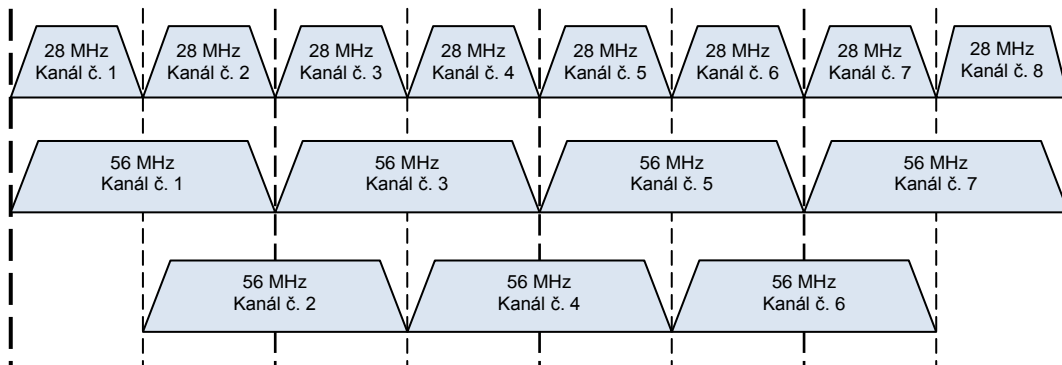 28 MHz
Kanál č. 1
28 MHz
Kanál č. 2
28 MHz
Kanál č. 3
28 MHz
Kanál č. 4
28 MHz
Kanál č. 5
28 MHz
Kanál č. 6
28 MHz
Kanál č. 7
28 MHz
Kanál č. 8
56 MHz
Kanál č. 1
56 MHz
Kanál č. 3
56 MHz
Kanál č. 5
56 MHz
Kanál č. 7
56 MHz
Kanál č. 2
56 MHz
Kanál č. 4
56 MHz
Kanál č. 6